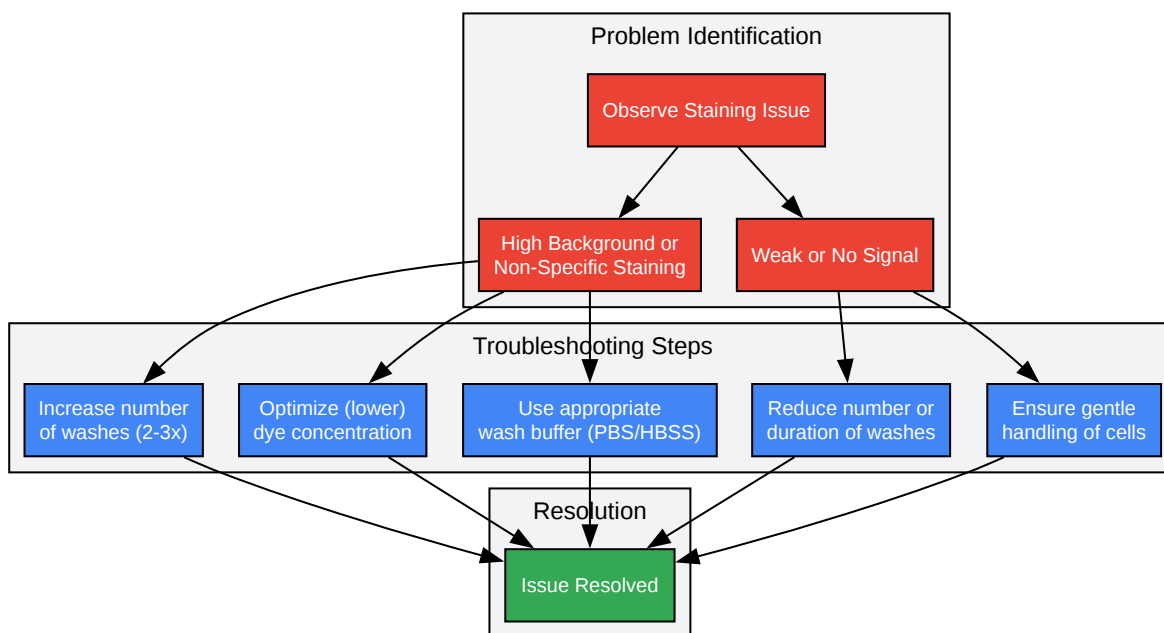 Problem Identification
Observe Staining Issue
High Background or
Non-Specific Staining
Weak or No Signal
Troubleshooting Steps
Increase number
of washes (2-3x)
Optimize (lower)
dye concentration
Use appropriate
wash buffer (PBS/HBSS)
Reduce number or
duration of washes
Ensure gentle
handling of cells
Resolution
Issue Resolved